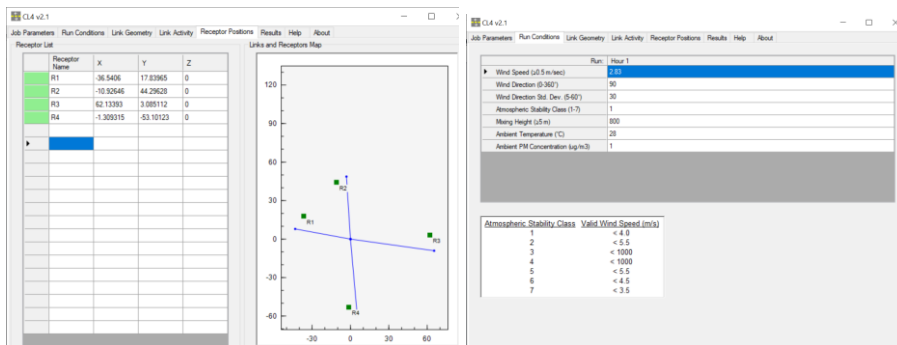 CL4 v2.1
Job Parameters Run Conditions Link Geometry Link Activity Receptor Positions Results Help About
Receptor List
Receptor Name X Y Z
R1 -36.5406 17.83965 0
R2 -10.92646 44.29628 0
R3 62.13393 3.085112 0
R4 -1.309315 -53.10123 0
Links and Receptors Map
120
90
60
30
0
-30
-60
-30 0 30 60
R1
R2
R3
R4
CL4 v2.1
Job Parameters Run Conditions Link Geometry Link Activity Receptor Positions Results Help About
Run: Hour 1
Wind Speed (≥0.5 m/sec) 2.83
Wind Direction (0-360°) 90
Wind Direction Std. Dev. (5-60°) 30
Atmospheric Stability Class (1-7) 1
Mixing Height (≥5 m) 800
Ambient Temperature (°C) 28
Ambient PM Concentration (ug/m3) 1
Atmospheric Stability Class Valid Wind Speed (m/s)
1 < 4.0
2 < 5.5
3 < 1000
4 < 1000
5 < 5.5
6 < 4.5
7 < 3.5